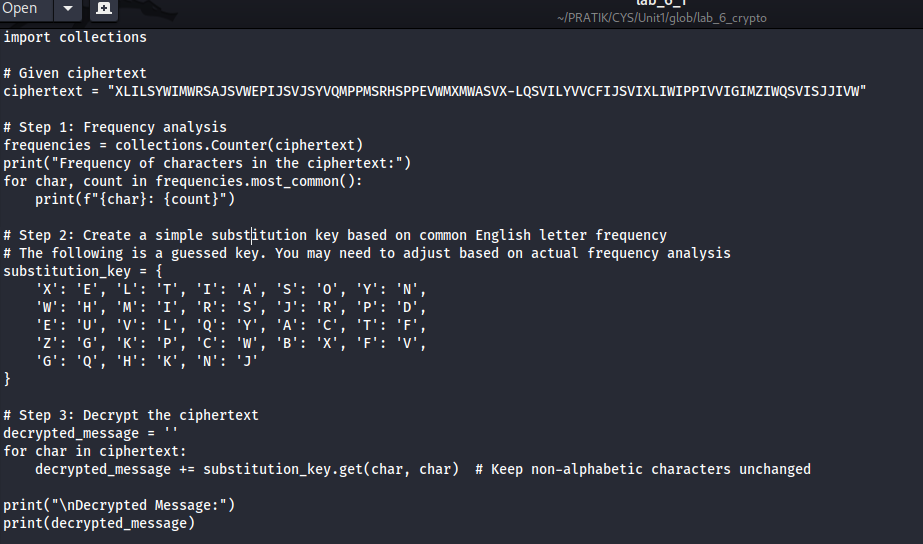 Open
lab_6_1
~/PRATIK/CYS/Unit1/glob/lab_6_crypto
import collections
# Given ciphertext
ciphertext = "XLILSYWIMWRSAJSVWEPIJSVJSYVQMPPMSRHSPPEVWMXMWASVX-LQSVILYVVCFIJSVIXLIWIPPIVVIGIMZIWQSVISJJIVW"
# Step 1: Frequency analysis
frequencies = collections.Counter(ciphertext)
print("Frequency of characters in the ciphertext:")
for char, count in frequencies.most_common():
    print(f"{char}: {count}")
# Step 2: Create a simple substitution key based on common English letter frequency
# The following is a guessed key. You may need to adjust based on actual frequency analysis
substitution_key = {
    'X': 'E', 'L': 'T', 'I': 'A', 'S': 'O', 'Y': 'N',
    'W': 'H', 'M': 'I', 'R': 'S', 'J': 'R', 'P': 'D',
    'E': 'U', 'V': 'L', 'Q': 'Y', 'A': 'C', 'T': 'F',
    'Z': 'G', 'K': 'P', 'C': 'W', 'B': 'X', 'F': 'V',
    'G': 'Q', 'H': 'K', 'N': 'J'
}
# Step 3: Decrypt the ciphertext
decrypted_message = ''
for char in ciphertext:
    decrypted_message += substitution_key.get(char, char)  # Keep non-alphabetic characters unchanged
print("\nDecrypted Message:")
print(decrypted_message)